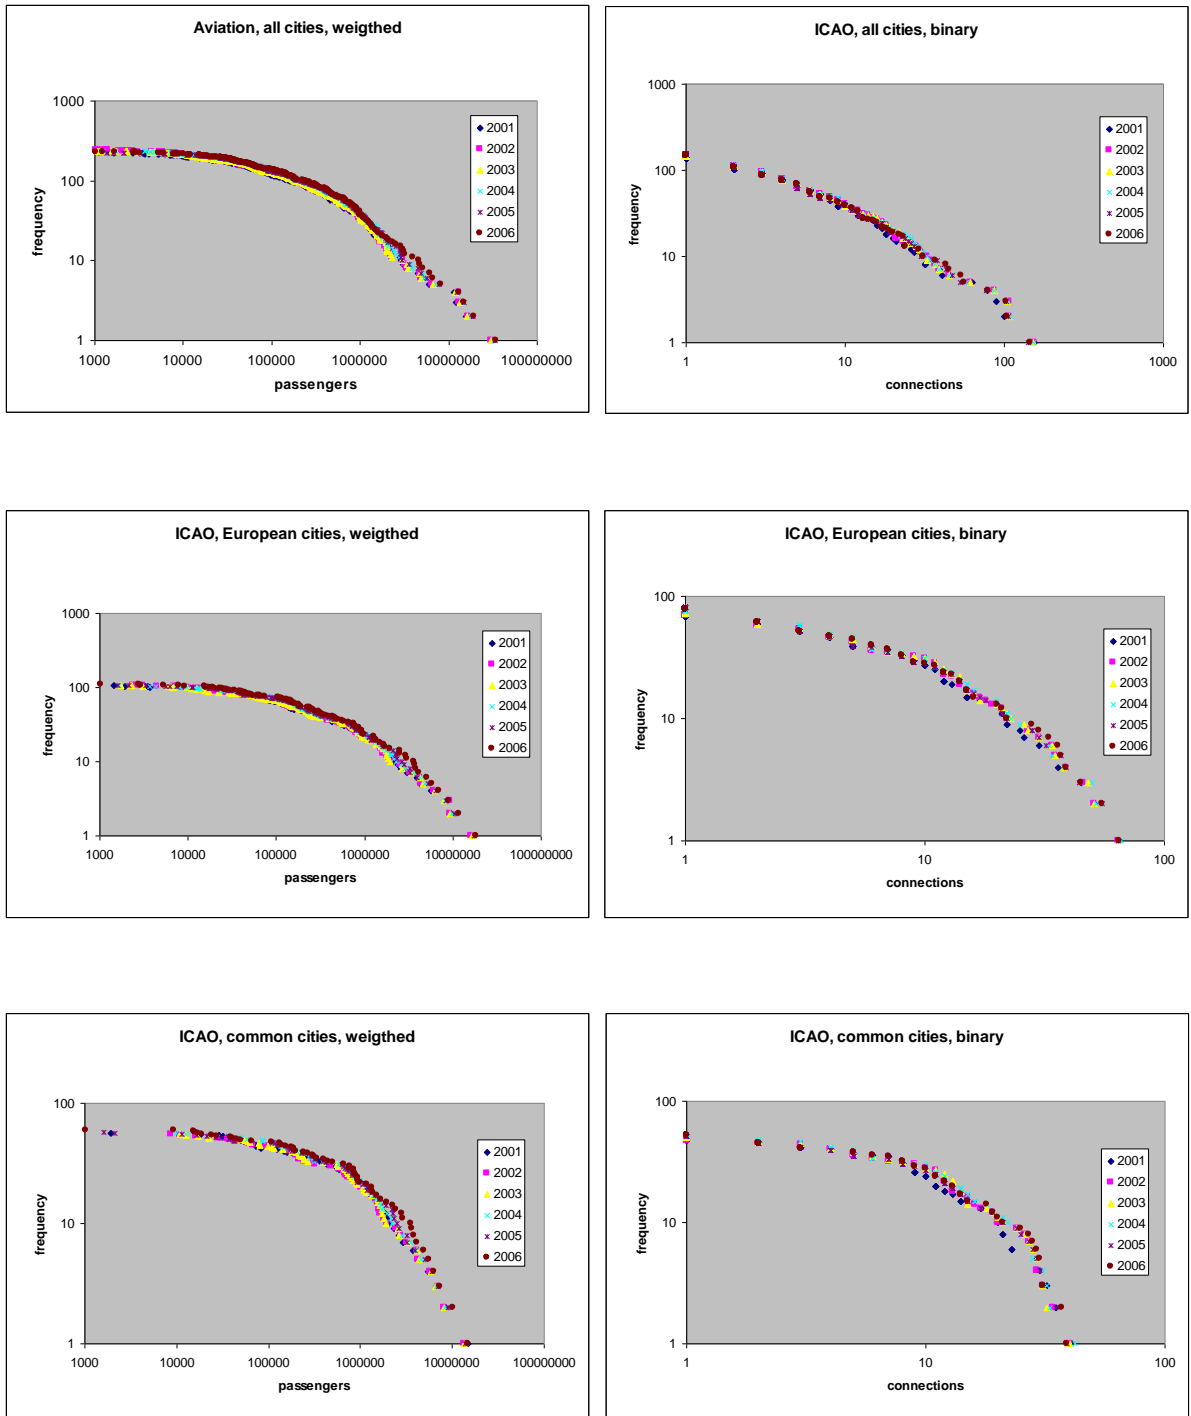 Aviation, all cities, weigthed
1000
100
10
1
frequency
1000 10000 100000 1000000 10000000 100000000
passengers
2001
2002
2003
2004
2005
2006
ICAO, all cities, binary
1000
100
10
1
frequency
1 10 100 1000
connections
2001
2002
2003
2004
2005
2006
ICAO, European cities, weigthed
1000
100
10
1
frequency
1000 10000 100000 1000000 10000000 100000000
passengers
2001
2002
2003
2004
2005
2006
ICAO, European cities, binary
100
10
1
frequency
1 10 100
connections
2001
2002
2003
2004
2005
2006
ICAO, common cities, weigthed
100
10
1
frequency
1000 10000 100000 1000000 10000000 100000000
passengers
2001
2002
2003
2004
2005
2006
ICAO, common cities, binary
100
10
1
frequency
1 10 100
connections
2001
2002
2003
2004
2005
2006